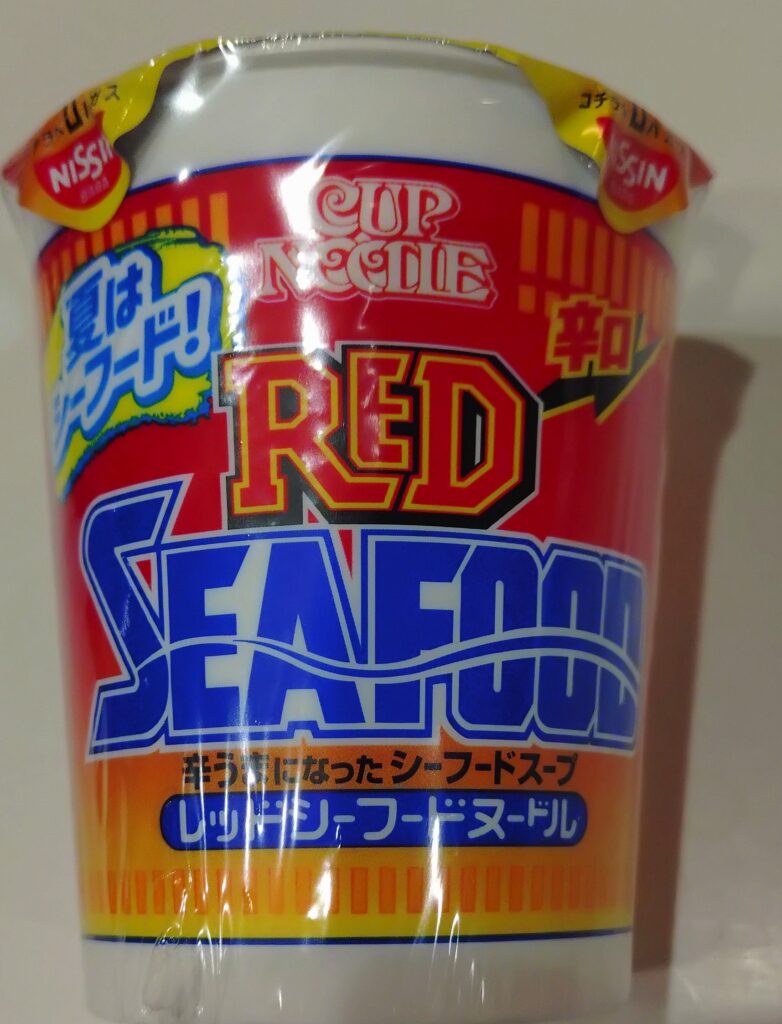 NISSIN
NISSIN
CUP
NOODLE
夏は
シーフード!
辛口
RED
SEAFOOD
辛うまになったシーフードスープ
レッドシーフードヌードル